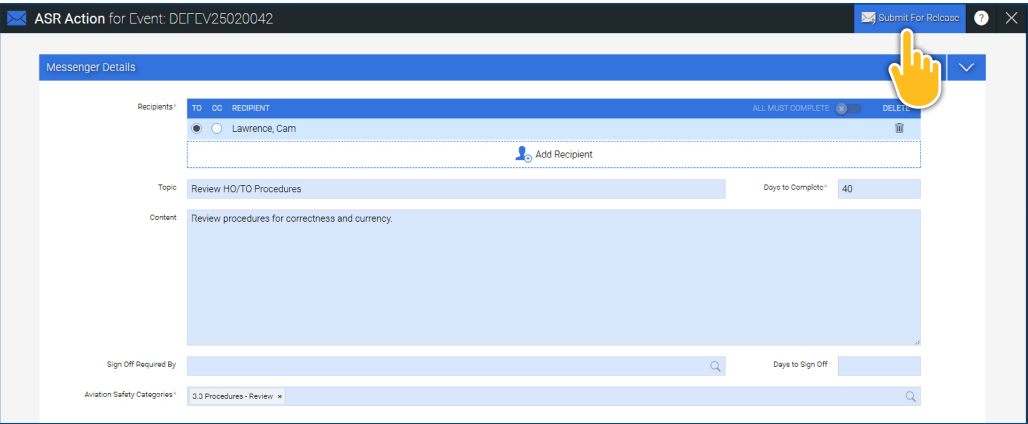 ASR Action for Event: DEFEV25020042
Submit For Release
?
Messenger Details
Recipients*
TO CC RECIPIENT ALL MUST COMPLETE DELETE
Lawrence, Cam
Add Recipient
Topic Review HO/TO Procedures Days to Complete* 40
Content Review procedures for correctness and currency.
Sign Off Required By Days to Sign Off
Aviation Safety Categories* 3.3 Procedures - Review ×